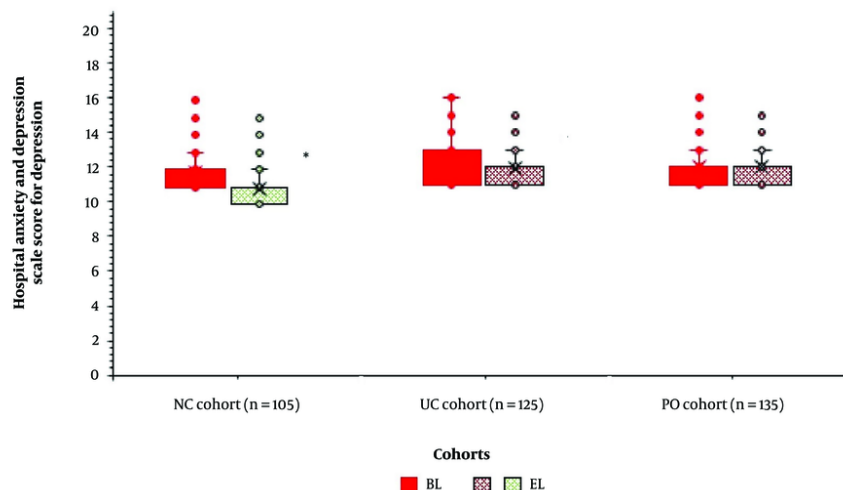 Hospital anxiety and depression
scale score for depression
20
18
16
14
12
10
8
6
4
2
0
*
NC cohort (n = 105)
UC cohort (n = 125)
PO cohort (n = 135)
Cohorts
BL
EL